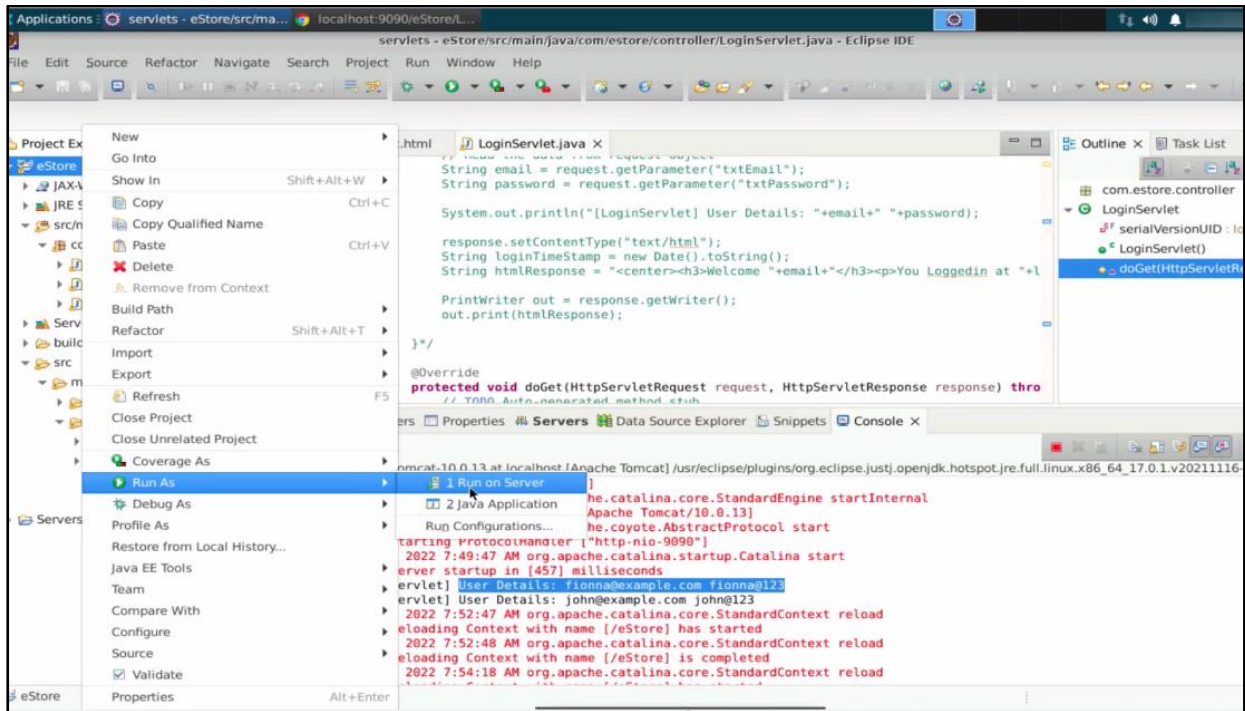 Applications servlets - eStore/src/ma... localhost:9090/eStore/L...
servlets - eStore/src/main/java/com/estore/controller/LoginServlet.java - Eclipse IDE
File Edit Source Refactor Navigate Search Project Run Window Help
Project Ex
eStore
JAX-
JRE S
src/m
Serv
build
src
m
Servers
New
Go Into
Show In Shift+Alt+W
Copy Ctrl+C
Copy Qualified Name
Paste Ctrl+V
Delete
Remove from Context
Build Path
Refactor Shift+Alt+T
Import
Export
Refresh F5
Close Project
Close Unrelated Project
Coverage As
Run As
Debug As
Profile As
Restore from Local History...
Java EE Tools
Team
Compare With
Configure
Source
Validate
Properties Alt+Enter
1 Run on Server
2 Java Application
Run Configurations...
.html LoginServlet.java
// Read the data from request object
String email = request.getParameter("txtEmail");
String password = request.getParameter("txtPassword");
System.out.println("[LoginServlet] User Details: "+email+" "+password);
response.setContentType("text/html");
String loginTimeStamp = new Date().toString();
String htmlResponse = "<center><h3>Welcome "+email+"</h3><p>You Loggedin at "+l
PrintWriter out = response.getWriter();
out.print(htmlResponse);
}*/
@Override
protected void doGet(HttpServletRequest request, HttpServletResponse response) thro
// TODO Auto-generated method stub
ers Properties Servers Data Source Explorer Snippets Console
omcat-10.0.13 at localhost [Apache Tomcat] /usr/eclipse/plugins/org.eclipse.justj.openjdk.hotspot.jre.full.linux.x86_64_17.0.1.v20211116-
]
he.catalina.core.StandardEngine startInternal
Apache Tomcat/10.0.13]
he.coyote.AbstractProtocol start
tarting ProtocolHandler ["http-nio-9090"]
2022 7:49:47 AM org.apache.catalina.startup.Catalina start
erver startup in [457] milliseconds
ervlet] User Details: fionna@example.com fionna@123
ervlet] User Details: john@example.com john@123
2022 7:52:47 AM org.apache.catalina.core.StandardContext reload
eloading Context with name [/eStore] has started
2022 7:52:48 AM org.apache.catalina.core.StandardContext reload
eloading Context with name [/eStore] is completed
2022 7:54:18 AM org.apache.catalina.core.StandardContext reload
Outline Task List
com.estore.controller
LoginServlet
serialVersionUID : lo
LoginServlet()
doGet(HttpServletRe
eStore